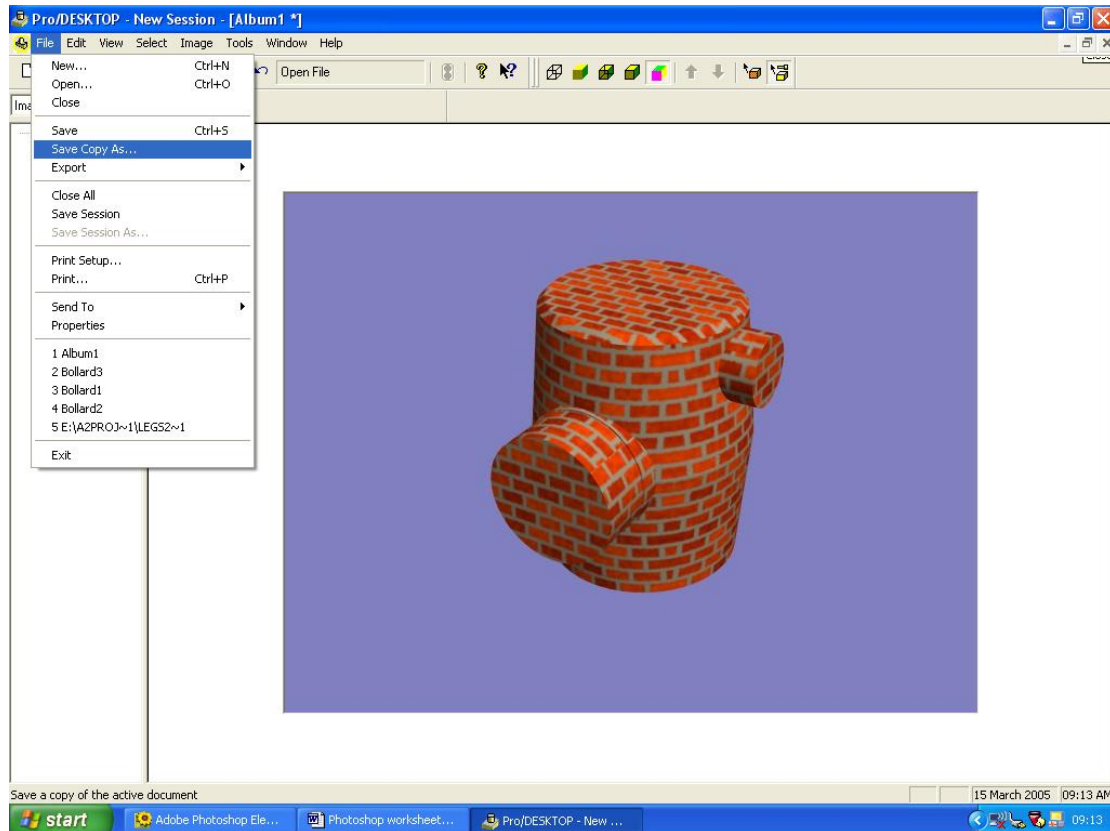 Pro/DESKTOP - New Session - [Album1 *]
File Edit View Select Image Tools Window Help
New... Ctrl+N
Open... Ctrl+O
Close
Save Ctrl+S
Save Copy As...
Export
Close All
Save Session
Save Session As...
Print Setup...
Print... Ctrl+P
Send To
Properties
1 Album1
2 Bollard3
3 Bollard1
4 Bollard2
5 E:\A2PROJ~1\LEGS2~1
Exit
Open File
Save a copy of the active document
15 March 2005 09:13 AM
start Adobe Photoshop Ele... Photoshop worksheet... Pro/DESKTOP - New ... 09:13